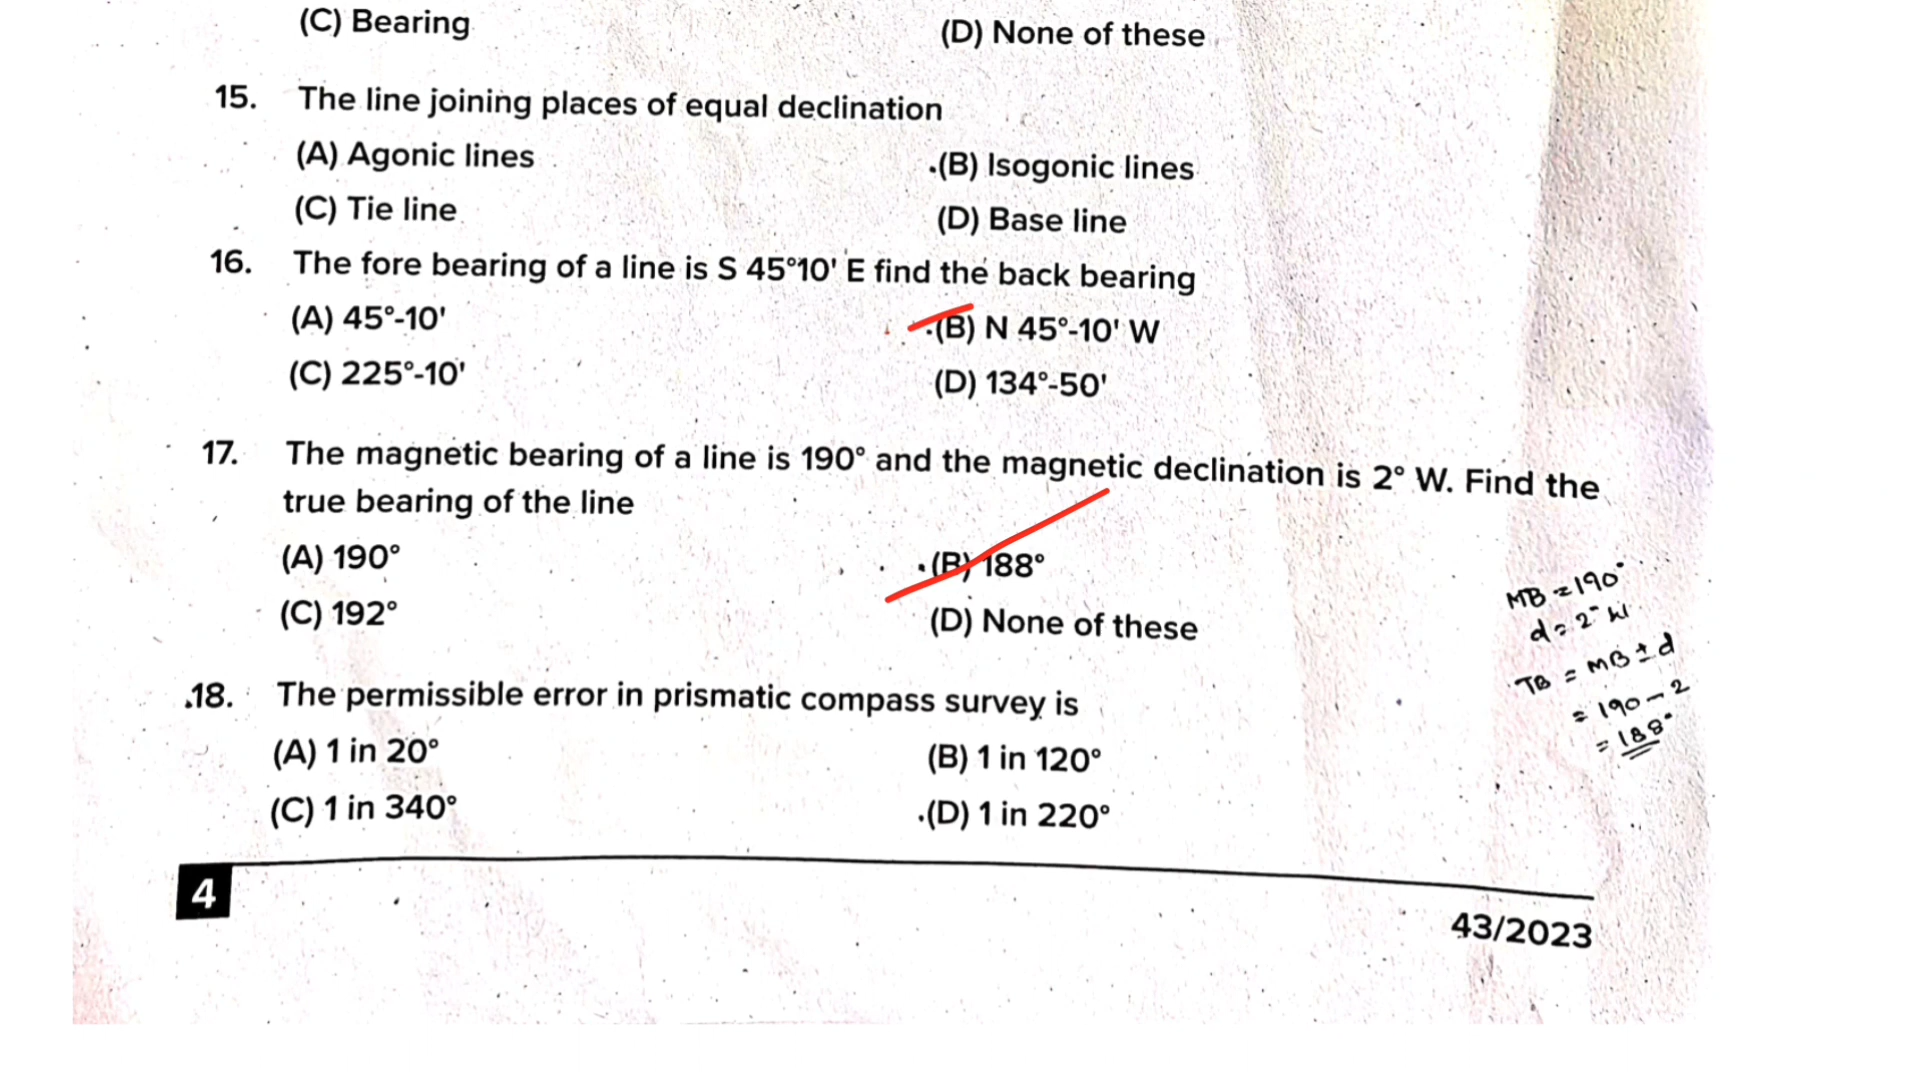 (C) Bearing (D) None of these
15. The line joining places of equal declination
(A) Agonic lines .(B) Isogonic lines
(C) Tie line (D) Base line
16. The fore bearing of a line is S 45°10' E find the back bearing
(A) 45°-10' (B) N 45°-10' W
(C) 225°-10' (D) 134°-50'
17. The magnetic bearing of a line is 190° and the magnetic declination is 2° W. Find the
true bearing of the line
(A) 190° .(B) 188°
(C) 192° (D) None of these
MB = 190°
d = 2° W
TB = MB ± d
= 190 - 2
= 188°
.18. The permissible error in prismatic compass survey is
(A) 1 in 20° (B) 1 in 120°
(C) 1 in 340° .(D) 1 in 220°
4
43/2023